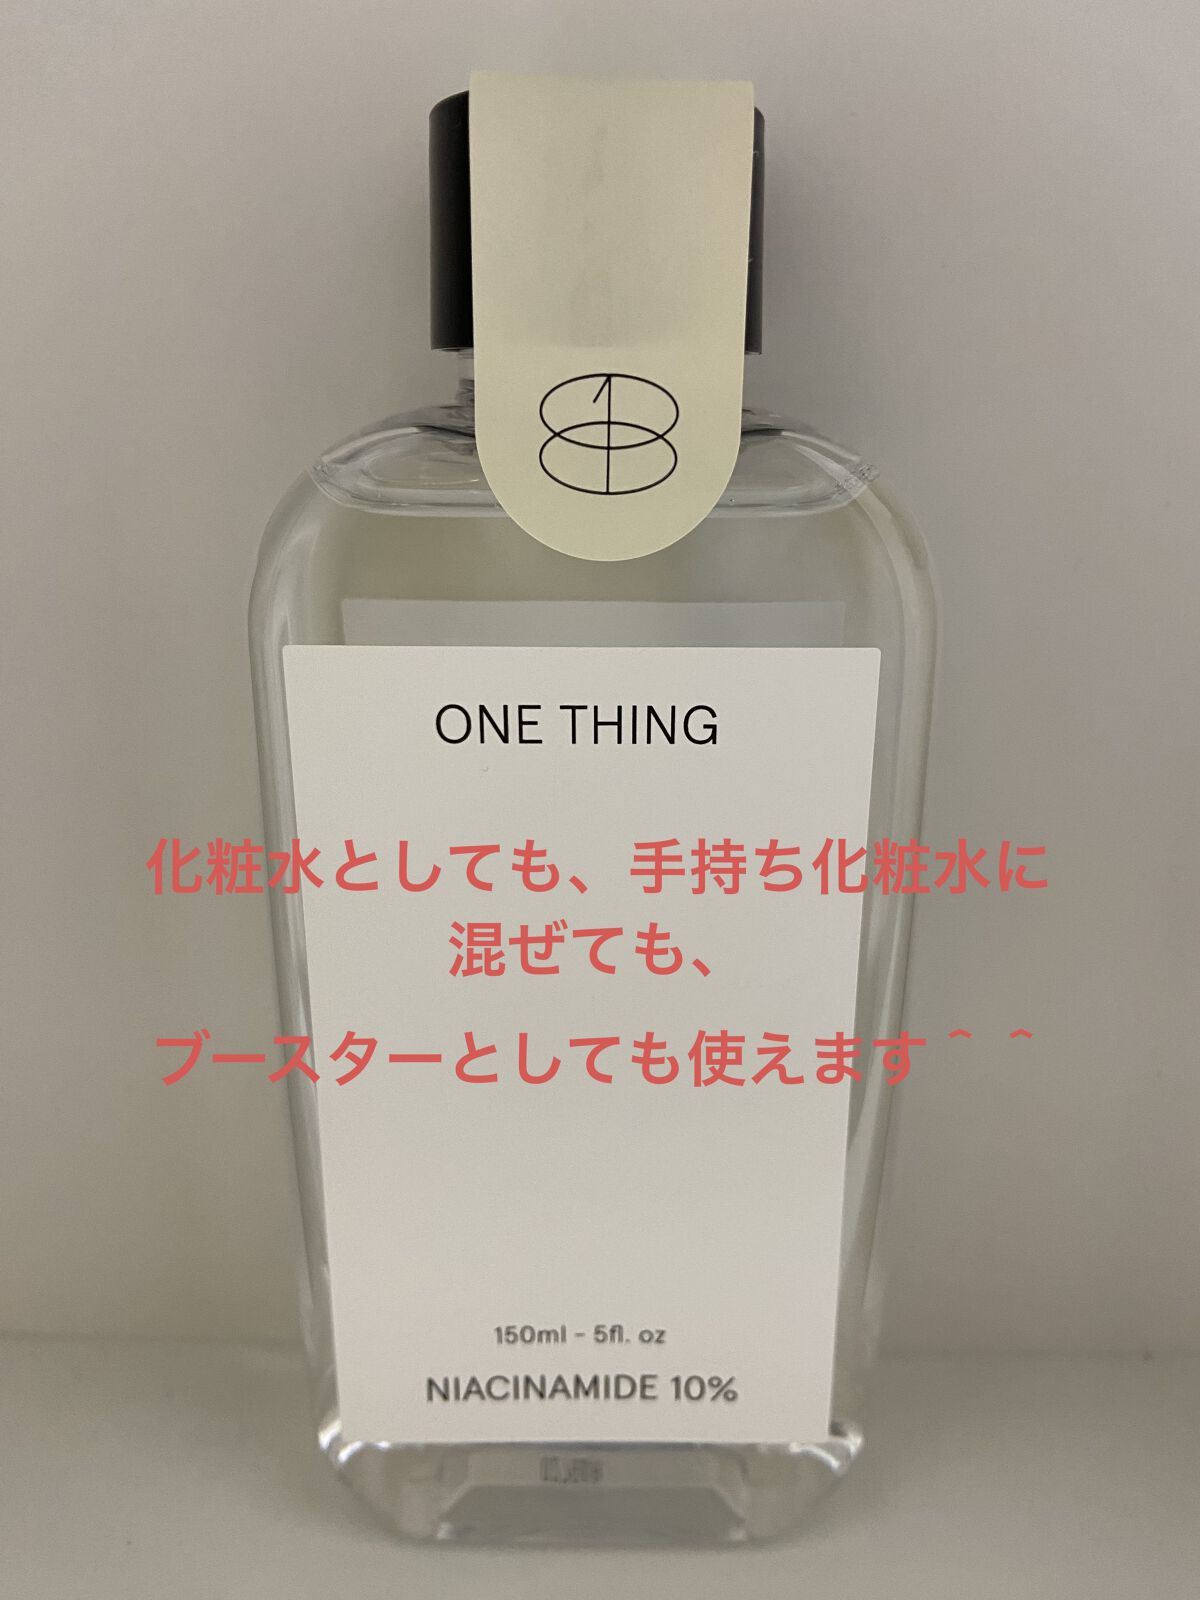 ONE THING
化粧水としても、手持ち化粧水に
混ぜても、
ブースターとしても使えます＾＾
150ml - 5fl. oz
NIACINAMIDE 10%